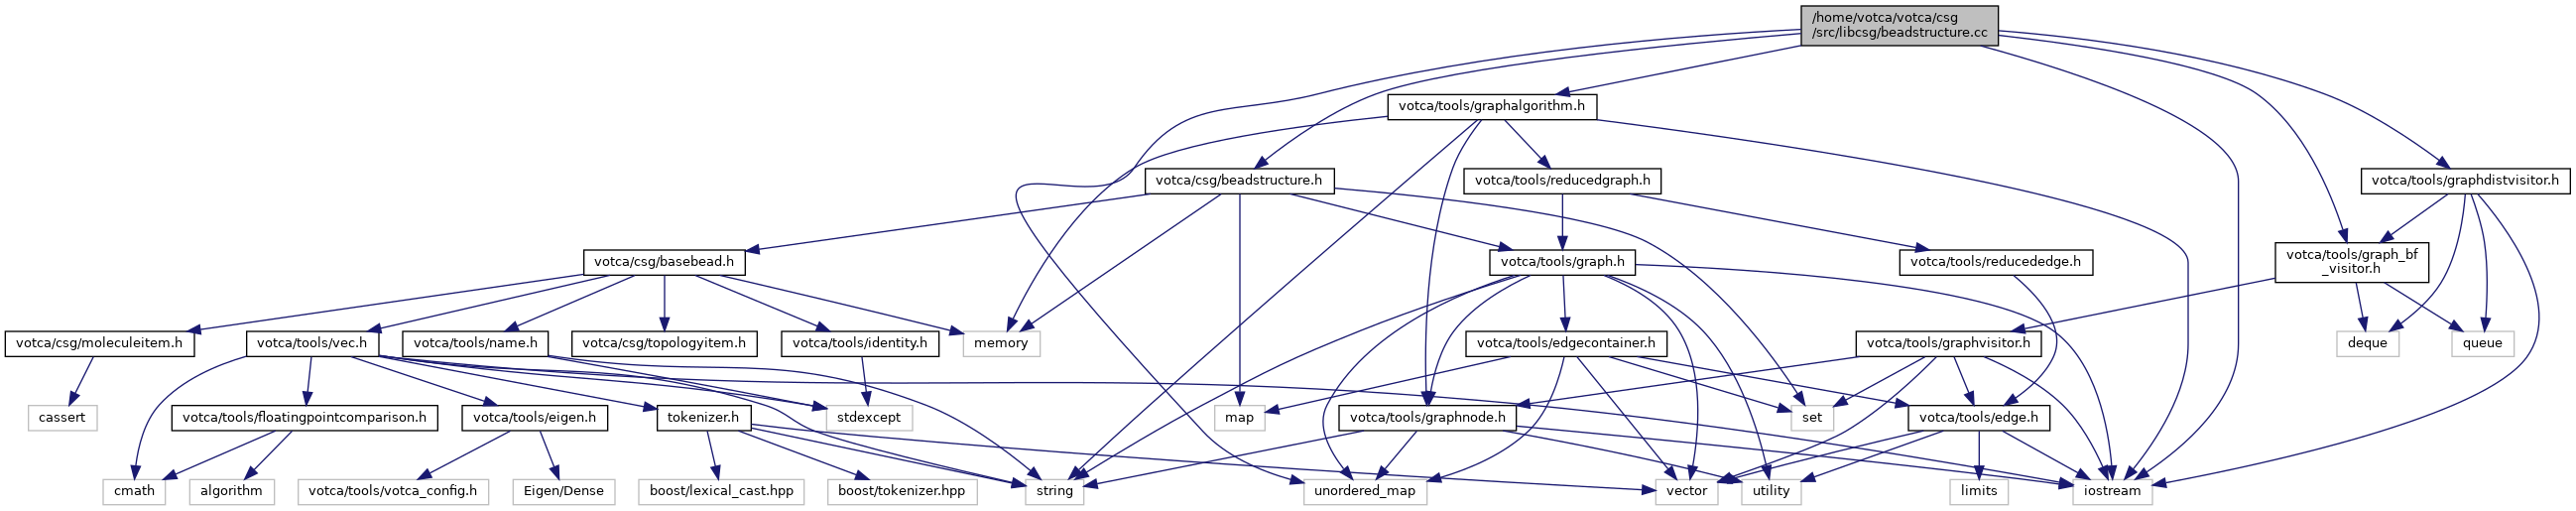 /home/votca/votca/csg
/src/libcsg/beadstructure.cc
votca/tools/graphalgorithm.h
votca/csg/beadstructure.h
votca/tools/reducedgraph.h
votca/tools/graphdistvisitor.h
votca/csg/basebead.h
votca/tools/graph.h
votca/tools/reducededge.h
votca/tools/graph_bf
_visitor.h
votca/csg/moleculeitem.h
votca/tools/vec.h
votca/tools/name.h
votca/csg/topologyitem.h
votca/tools/identity.h
memory
votca/tools/edgecontainer.h
votca/tools/graphvisitor.h
deque
queue
cassert
votca/tools/floatingpointcomparison.h
votca/tools/eigen.h
tokenizer.h
stdexcept
map
votca/tools/graphnode.h
set
votca/tools/edge.h
cmath
algorithm
votca/tools/votca_config.h
Eigen/Dense
boost/lexical_cast.hpp
boost/tokenizer.hpp
string
unordered_map
vector
utility
limits
iostream